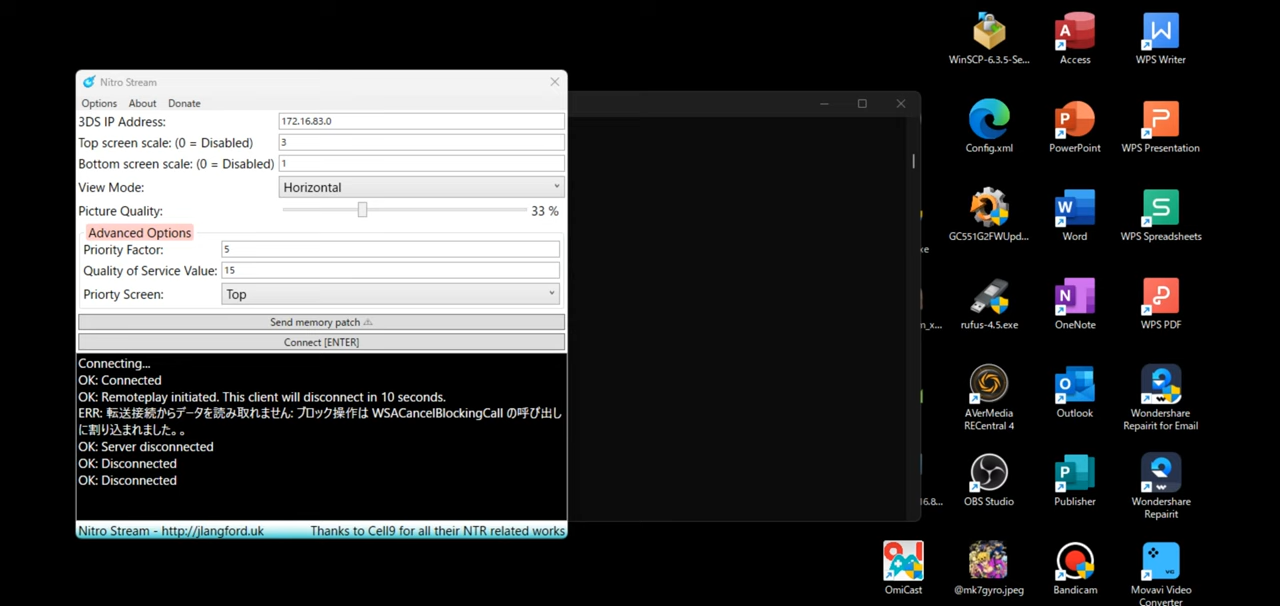 Nitro Stream
Options About Donate
3DS IP Address: 172.16.83.0
Top screen scale: (0 = Disabled) 3
Bottom screen scale: (0 = Disabled) 1
View Mode: Horizontal
Picture Quality: 33 %
Advanced Options
Priority Factor: 5
Quality of Service Value: 15
Priorty Screen: Top
Send memory patch ⚠
Connect [ENTER]
Connecting...
OK: Connected
OK: Remoteplay initiated. This client will disconnect in 10 seconds.
ERR: 転送接続からデータを読み取れません: ブロック操作は WSACancelBlockingCall の呼び出し
に割り込まれました。。
OK: Server disconnected
OK: Disconnected
OK: Disconnected
Nitro Stream - http://jlangford.uk Thanks to Cell9 for all their NTR related works
WinSCP-6.3.5-Se... Access WPS Writer
Config.xml PowerPoint WPS Presentation
GC551G2FWUpd... Word WPS Spreadsheets
rufus-4.5.exe OneNote WPS PDF
AVerMedia
RECentral 4
Outlook
Wondershare
Repairit for Email
OBS Studio Publisher
Wondershare
Repairit
OmiCast @mk7gyro.jpeg Bandicam
Movavi Video
Converter